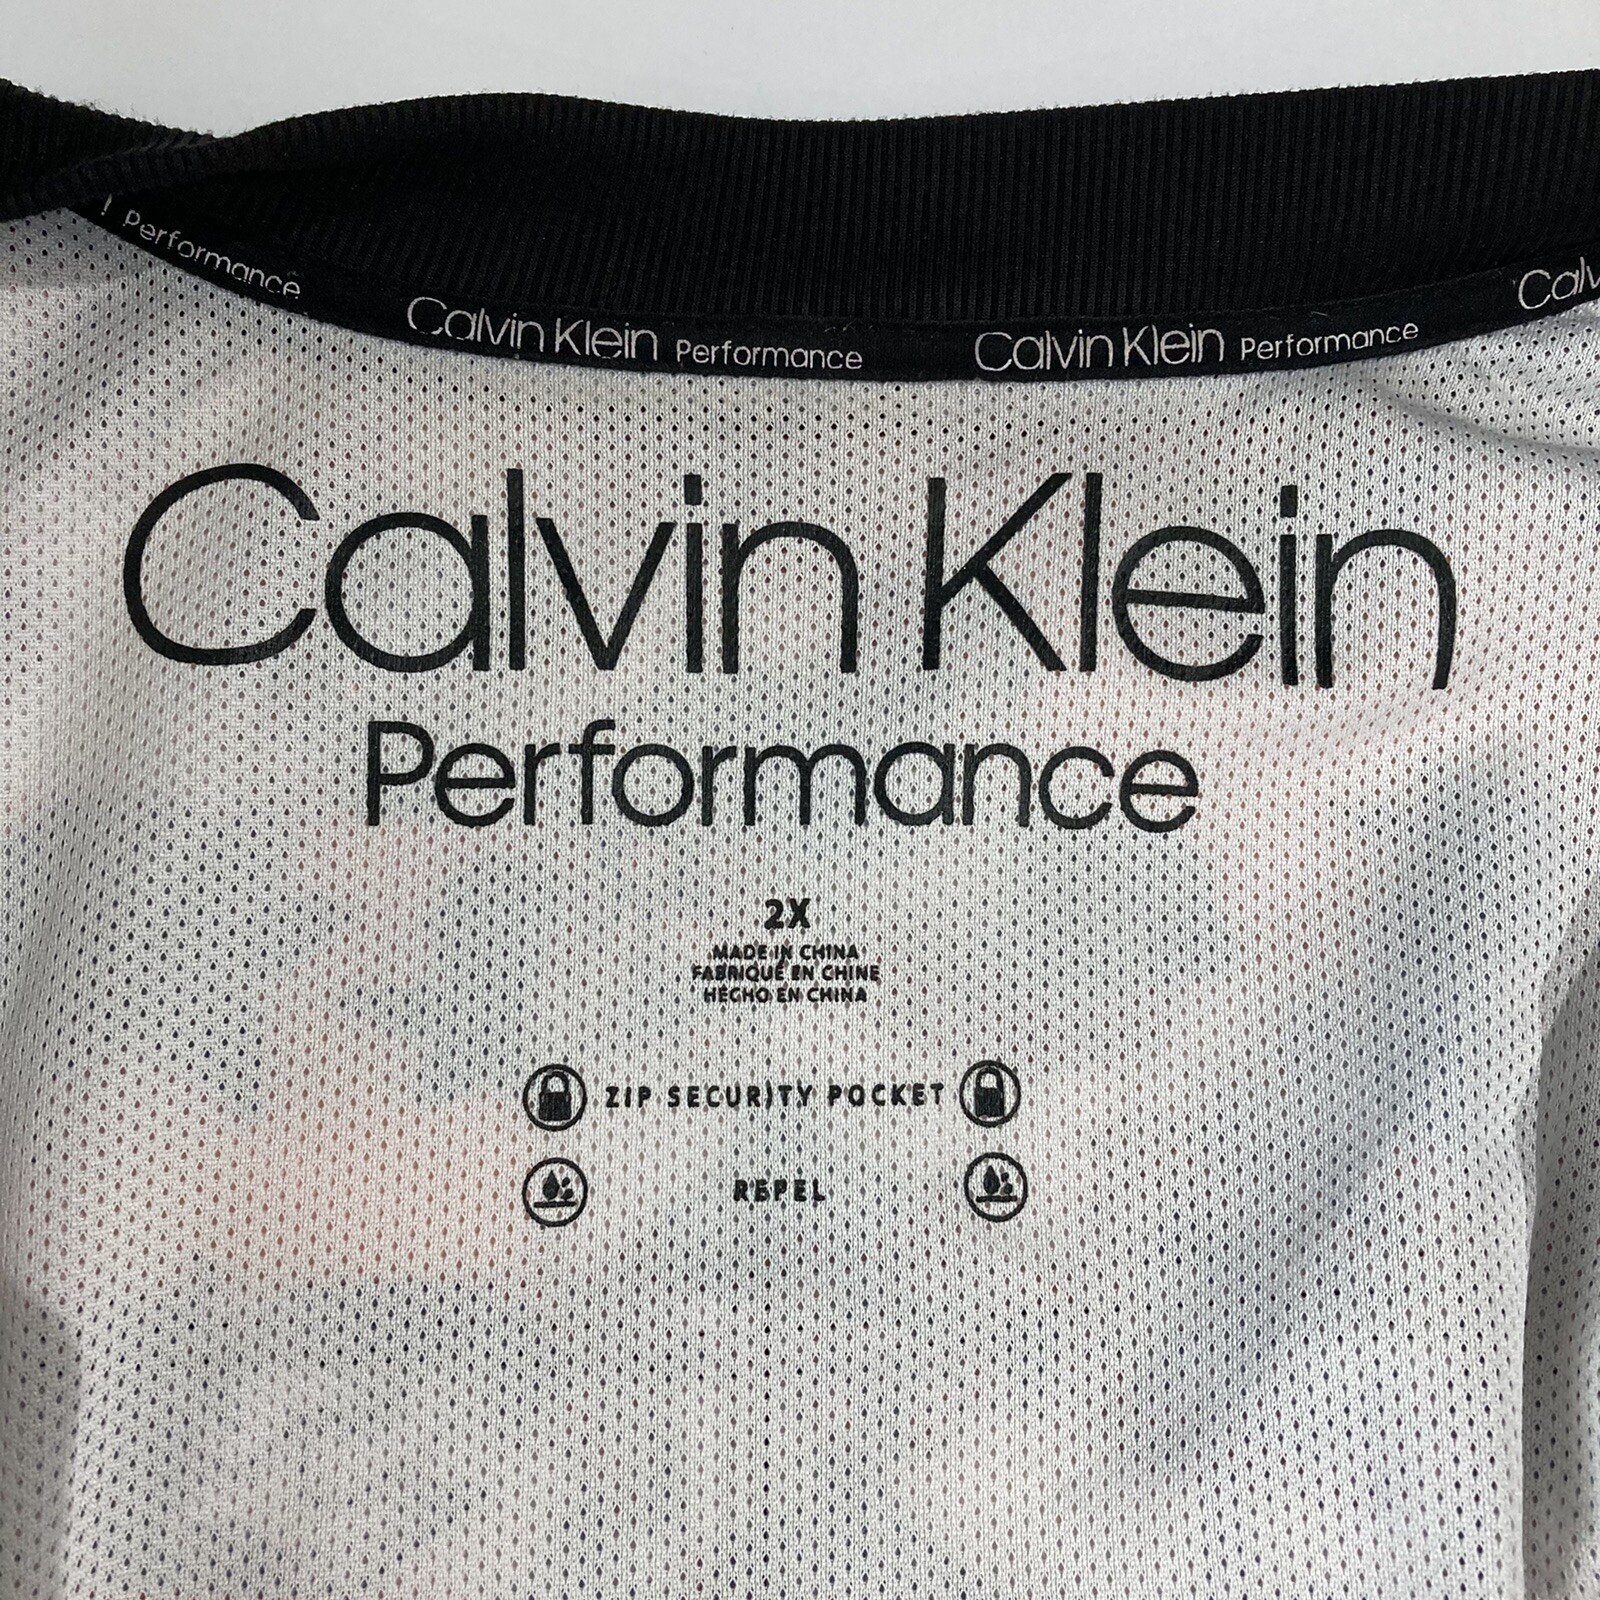 Performance
Calvin Klein Performance
Calvin Klein Performance
Calvin Klein
Performance
2X
MADE IN CHINA
FABRIQUÉ EN CHINE
HECHO EN CHINA
ZIP SECURITY POCKET
REPEL